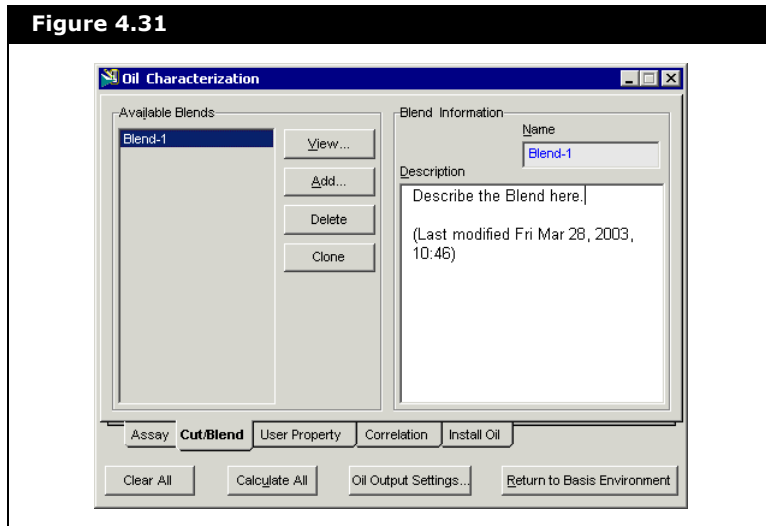 Figure 4.31
Oil Characterization
Available Blends
Blend-1
View...
Add...
Delete
Clone
Blend Information
Name
Blend-1
Description
Describe the Blend here.
(Last modified Fri Mar 28, 2003,
10:46)
Assay Cut/Blend User Property Correlation Install Oil
Clear All Calculate All Oil Output Settings... Return to Basis Environment